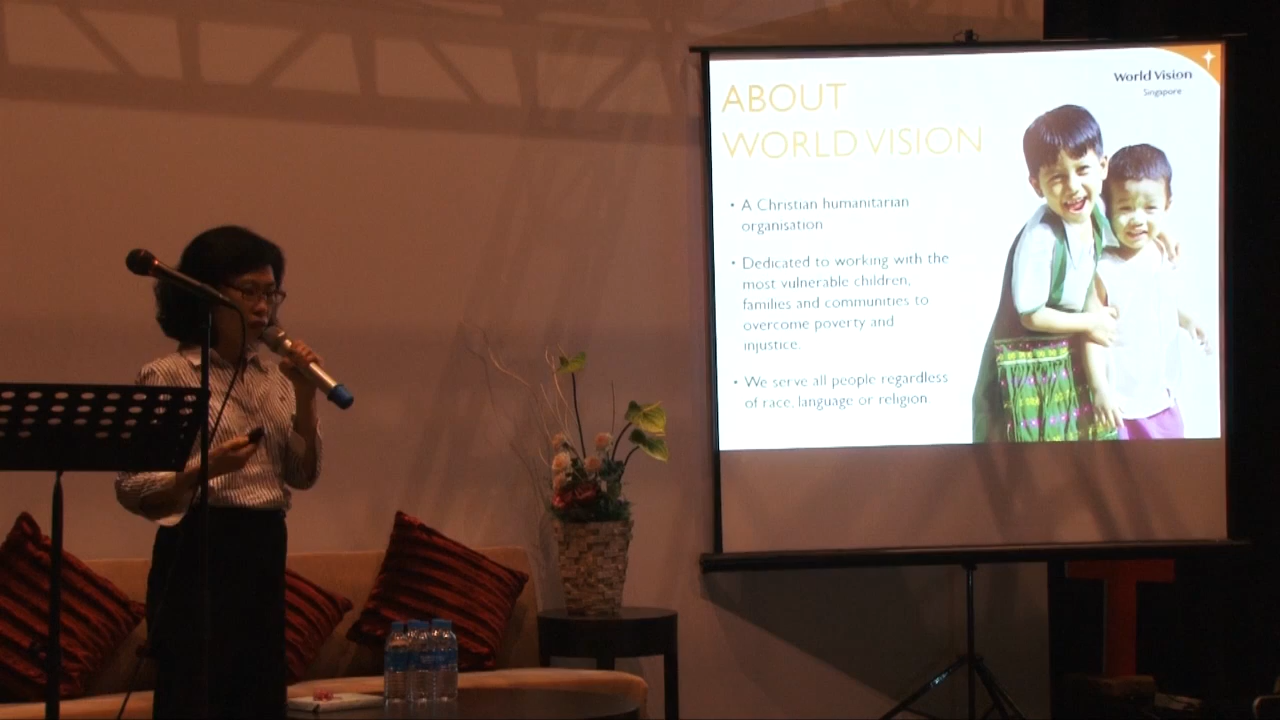 World Vision
Singapore
ABOUT
WORLD VISION
• A Christian humanitarian
organisation
• Dedicated to working with the
most vulnerable children,
families and communities to
overcome poverty and
injustice.
• We serve all people regardless
of race, language or religion